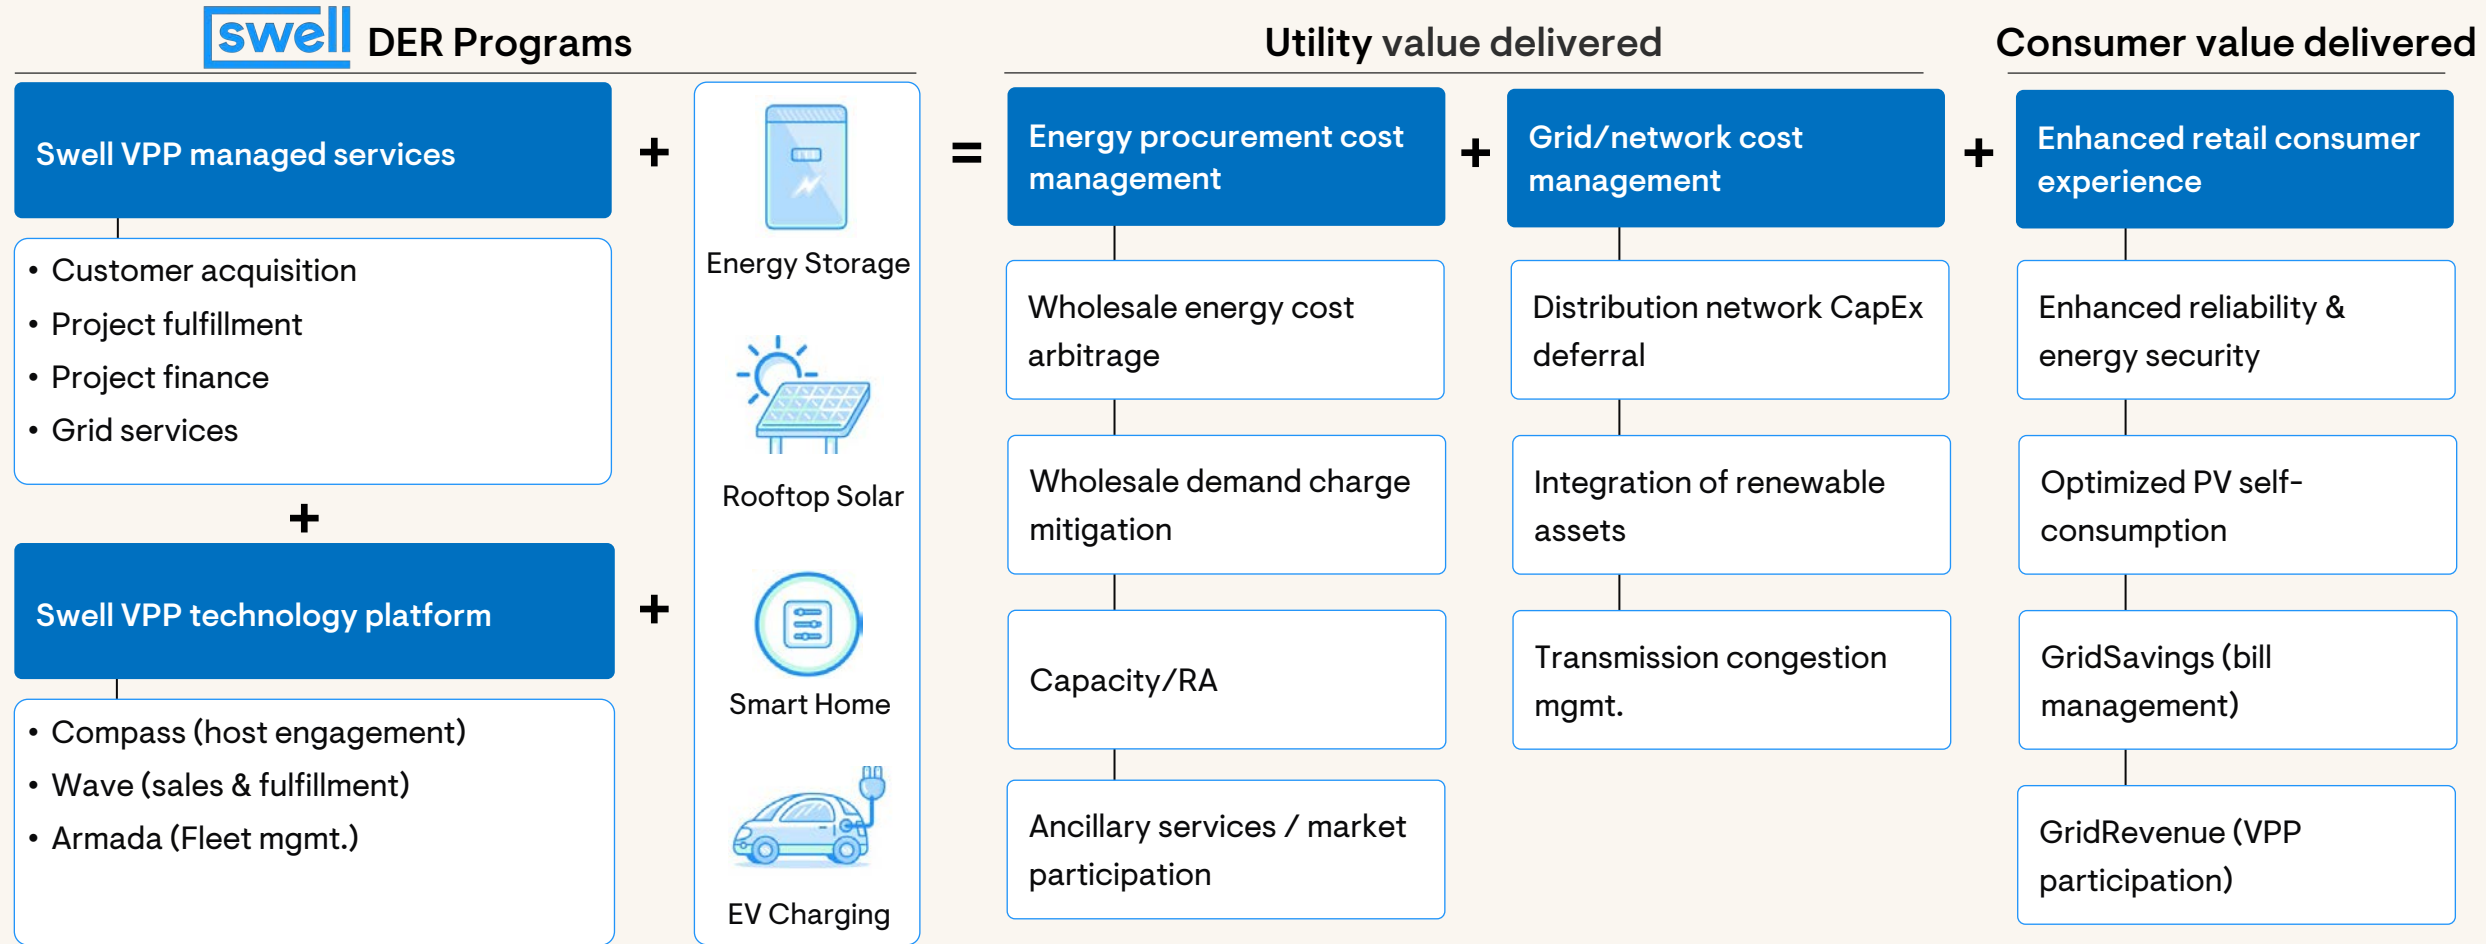 swell DER Programs
Utility value delivered
Consumer value delivered
Swell VPP managed services
+
• Customer acquisition
• Project fulfillment
• Project finance
• Grid services
+
Swell VPP technology platform
+
• Compass (host engagement)
• Wave (sales & fulfillment)
• Armada (Fleet mgmt.)
Energy Storage
Rooftop Solar
Smart Home
EV Charging
=
Energy procurement cost
management
Wholesale energy cost
arbitrage
Wholesale demand charge
mitigation
Capacity/RA
Ancillary services / market
participation
+
Grid/network cost
management
Distribution network CapEx
deferral
Integration of renewable
assets
Transmission congestion
mgmt.
+
Enhanced retail consumer
experience
Enhanced reliability &
energy security
Optimized PV self-
consumption
GridSavings (bill
management)
GridRevenue (VPP
participation)